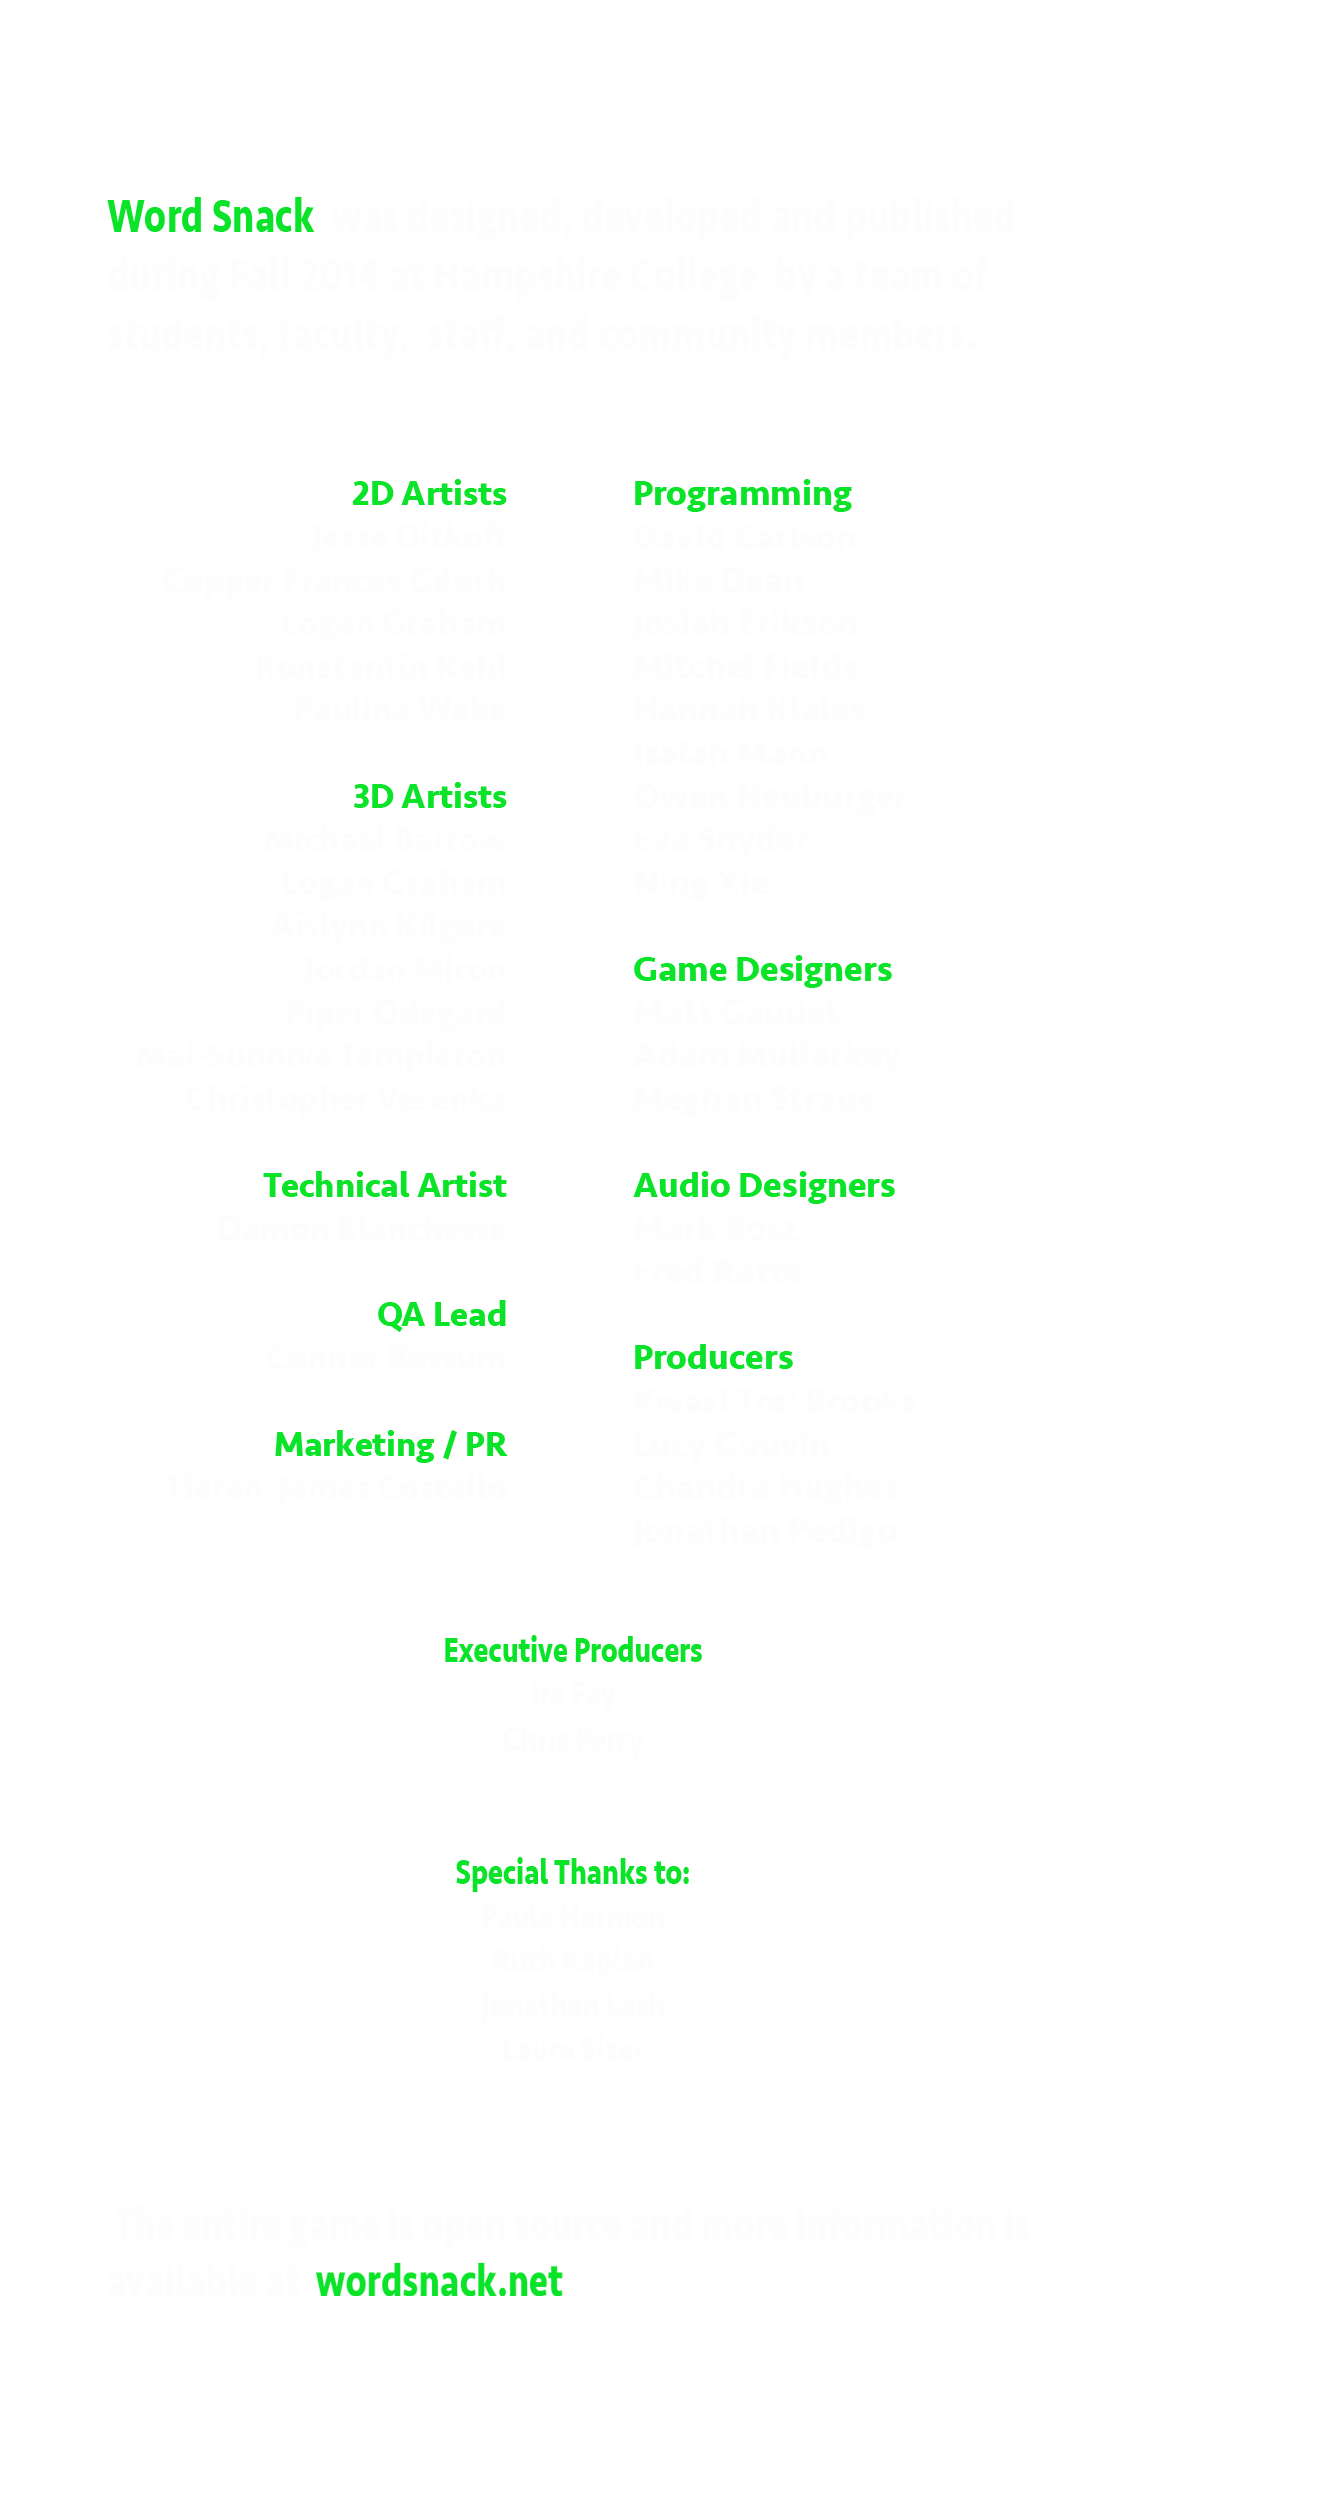 Word Snack was designed, developed and published
during Fall 2014 at Hampshire College by a team of
students, faculty, staff, and community members.
2D Artists
Jesse Ditkoff
Copper Frances Giloth
Logan Graham
Konstantin Kahl
Paulina Wake
3D Artists
Michael Barrow
Logan Graham
Aislynn Kilgore
Jordan Miron
Piper Odegard
Mai-Sunniva Templeton
Christopher Vesenka
Technical Artist
Damon Blanchette
QA Lead
Connor Bottum
Marketing / PR
Tieren James Costello
Programming
David Carlson
Mike Dean
Josiah Erikson
Mitchel Fields
Hannah
Isaiah Mann
Owen Neuburger
Eva Snyder
Ning Xie
Game Designers
Matt Gaudet
Adam Mullarkey
Meghan Straus
Audio Designers
Mark Bosz
Fred Ratte
Producers
Kwasi Tre' Brooks
Lucy
Chandra Hughes
Jonathan Pedigo
Executive Producers
Ira Fay
Chris Perry
Special Thanks to:
Paula Harmon
Ruth Kaplan
Jonathan Lash
Laura Sizer
The entire game is open source and more information is
available at wordsnack.net